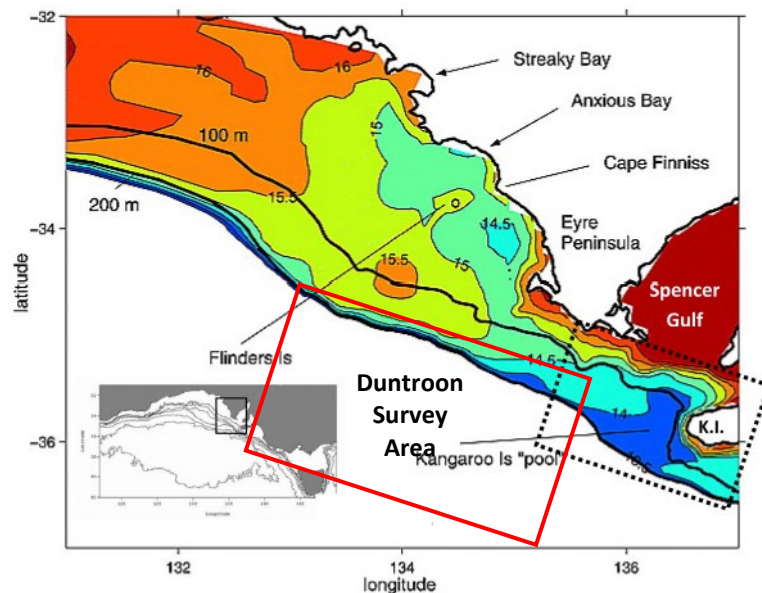 -32
Streaky Bay
16
16
Anxious Bay
15
100 m
Cape Finniss
200 m
15.5
-34
14.5
Eyre
Peninsula
15.5
15
Spencer
Gulf
latitude
Flinders Is
14.5
Duntroon
Survey
Area
14
K.I.
-36
Kangaroo Is "pool"
13.5
132
134
136
longitude